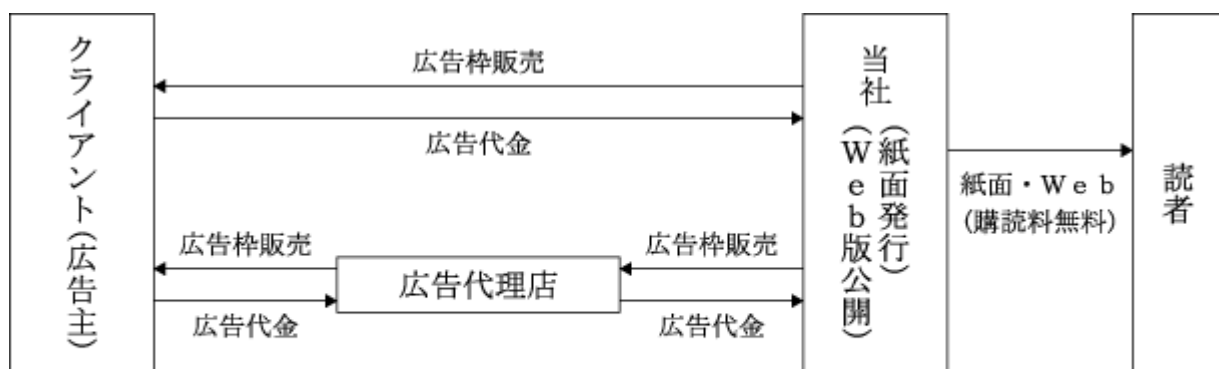 クライアント(広告主)
広告枠販売
広告代金
広告枠販売
広告代金
広告代理店
広告枠販売
広告代金
当社
(紙面発行)
(Web版公開)
紙面・Web
(購読料無料)
読者